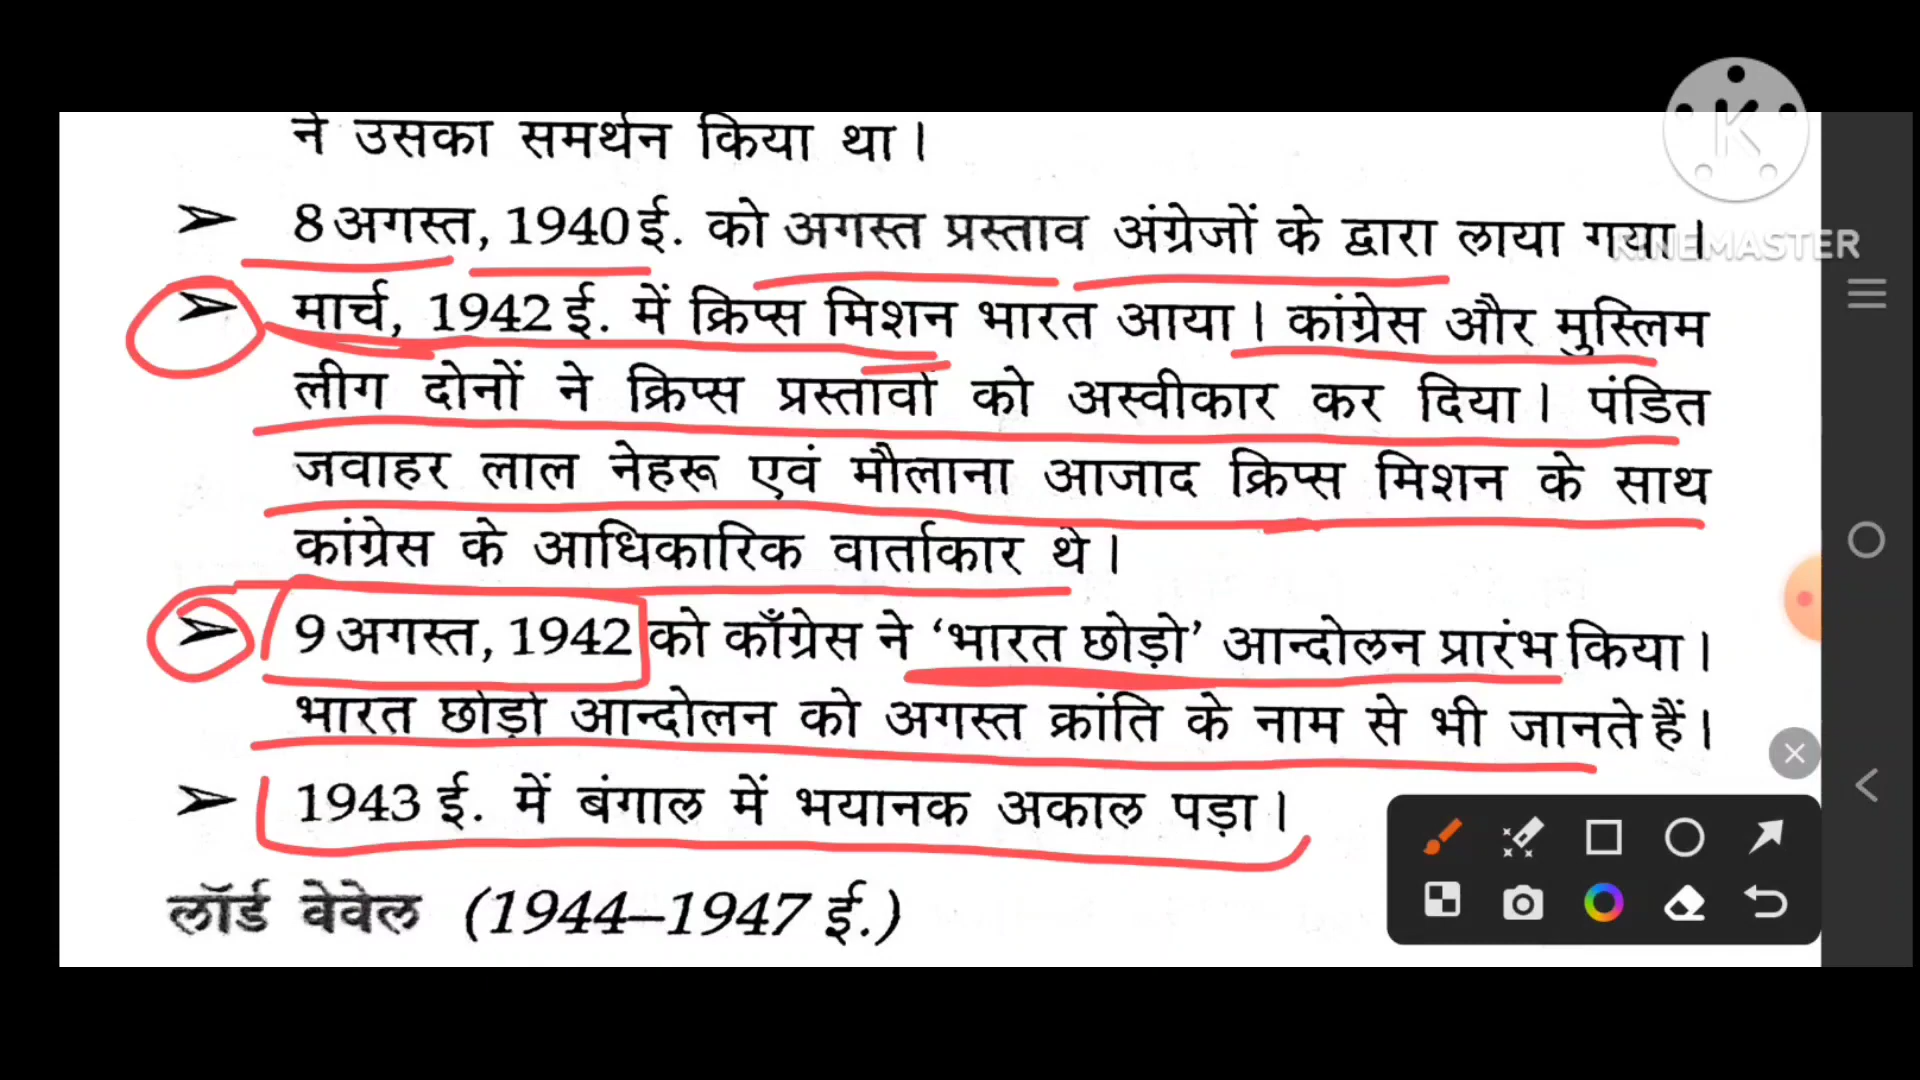 ने उसका समर्थन किया था।
➢ 8 अगस्त, 1940 ई. को अगस्त प्रस्ताव अंग्रेजों के द्वारा लाया गया।
➢ मार्च, 1942 ई. में क्रिप्स मिशन भारत आया। कांग्रेस और मुस्लिम
लीग दोनों ने क्रिप्स प्रस्तावों को अस्वीकार कर दिया। पंडित
जवाहर लाल नेहरू एवं मौलाना आजाद क्रिप्स मिशन के साथ
कांग्रेस के आधिकारिक वार्ताकार थे।
➢ 9 अगस्त, 1942 को काँग्रेस ने ‘भारत छोड़ो’ आन्दोलन प्रारंभ किया।
भारत छोड़ो आन्दोलन को अगस्त क्रांति के नाम से भी जानते हैं।
➢ 1943 ई. में बंगाल में भयानक अकाल पड़ा।
लॉर्ड वेवेल (1944–1947 ई.)
K
KINEMASTER